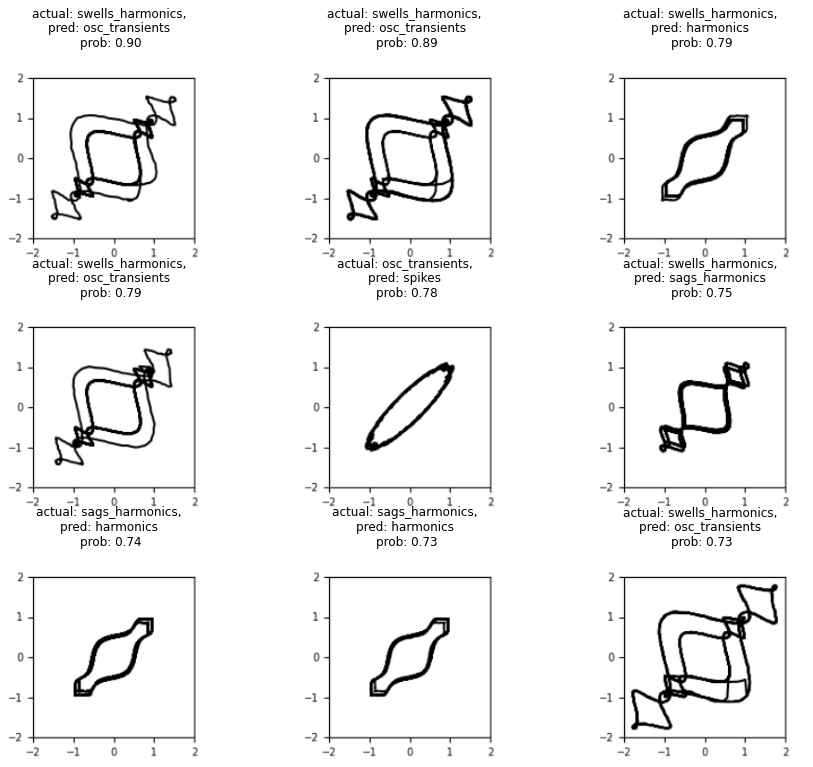 actual: swells_harmonics,
pred: osc_transients
prob: 0.90
actual: swells_harmonics,
pred: osc_transients
prob: 0.89
actual: swells_harmonics,
pred: harmonics
prob: 0.79
2
1
0
−1
−2
−2 −1 0 1 2
2
1
0
−1
−2
−2 −1 0 1 2
2
1
0
−1
−2
−2 −1 0 1 2
actual: swells_harmonics,
pred: osc_transients
prob: 0.79
actual: osc_transients,
pred: spikes
prob: 0.78
actual: swells_harmonics,
pred: sags_harmonics
prob: 0.75
2
1
0
−1
−2
−2 −1 0 1 2
2
1
0
−1
−2
−2 −1 0 1 2
2
1
0
−1
−2
−2 −1 0 1 2
actual: sags_harmonics,
pred: harmonics
prob: 0.74
actual: sags_harmonics,
pred: harmonics
prob: 0.73
actual: swells_harmonics,
pred: osc_transients
prob: 0.73
2
1
0
−1
−2
−2 −1 0 1 2
2
1
0
−1
−2
−2 −1 0 1 2
2
1
0
−1
−2
−2 −1 0 1 2